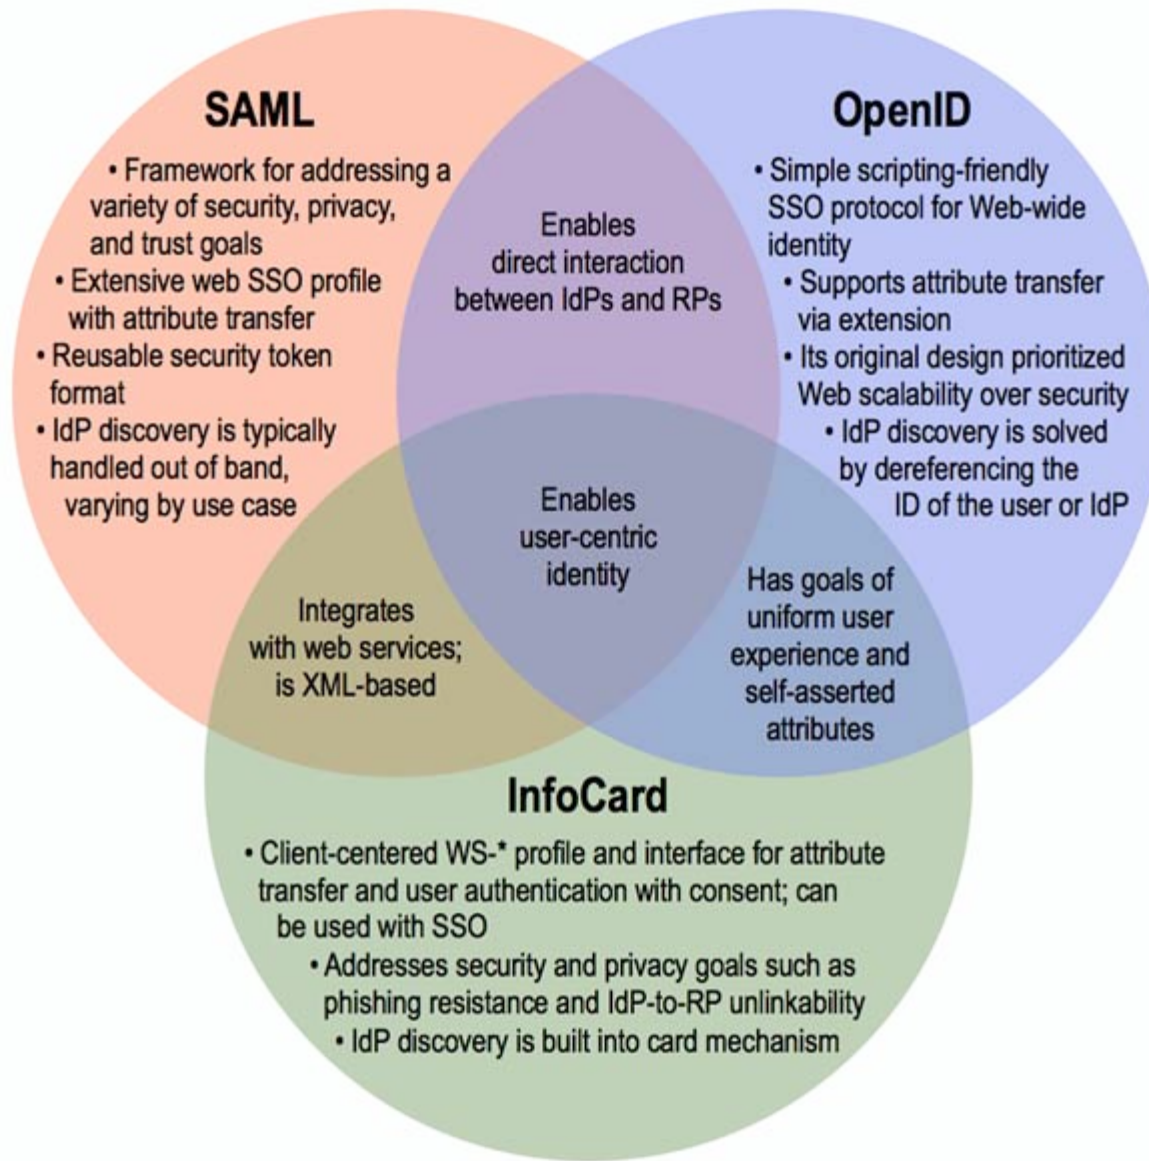 SAML
• Framework for addressing a
variety of security, privacy,
and trust goals
• Extensive web SSO profile
with attribute transfer
• Reusable security token
format
• IdP discovery is typically
handled out of band,
varying by use case
Enables
direct interaction
between IdPs and RPs
OpenID
• Simple scripting-friendly
SSO protocol for Web-wide
identity
• Supports attribute transfer
via extension
• Its original design prioritized
Web scalability over security
• IdP discovery is solved
by dereferencing the
ID of the user or IdP
Enables
user-centric
identity
Integrates
with web services;
is XML-based
Has goals of
uniform user
experience and
self-asserted
attributes
InfoCard
• Client-centered WS-* profile and interface for attribute
transfer and user authentication with consent; can
be used with SSO
• Addresses security and privacy goals such as
phishing resistance and IdP-to-RP unlinkability
• IdP discovery is built into card mechanism